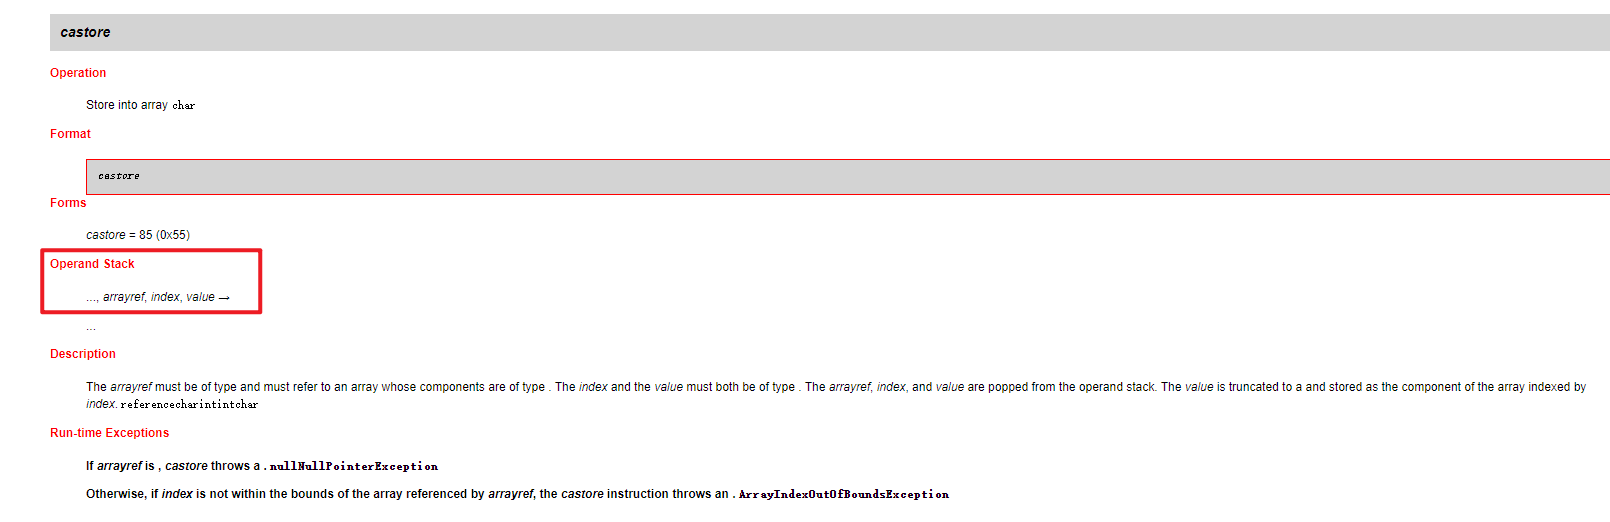 castore
Operation
Store into array char
Format
castore
Forms
castore = 85 (0x55)
Operand Stack
..., arrayref, index, value →
...
Description
The arrayref must be of type and must refer to an array whose components are of type . The index and the value must both be of type . The arrayref, index, and value are popped from the operand stack. The value is truncated to a and stored as the component of the array indexed by
index. referencecharintintchar
Run-time Exceptions
If arrayref is , castore throws a . nullNullPointerException
Otherwise, if index is not within the bounds of the array referenced by arrayref, the castore instruction throws an . ArrayIndexOutOfBoundsException